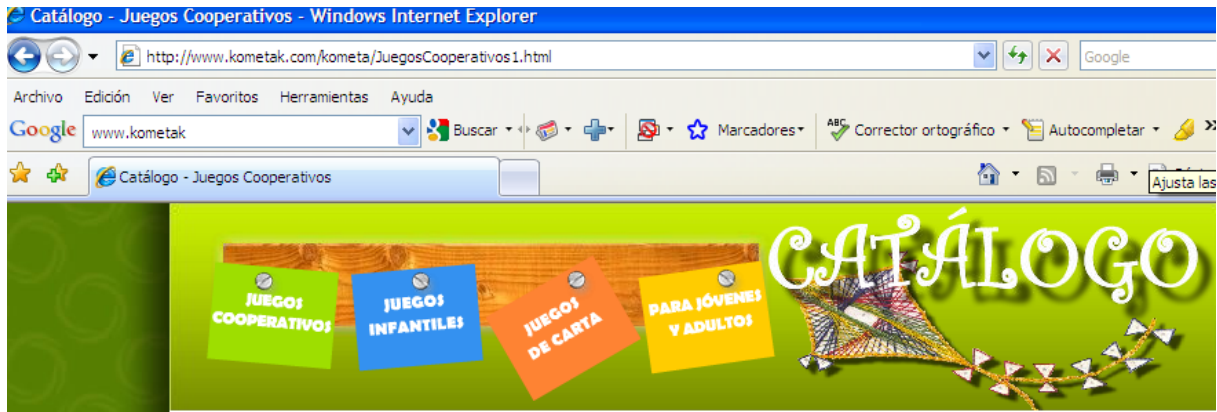 Catálogo - Juegos Cooperativos - Windows Internet Explorer
http://www.kometak.com/kometa/JuegosCooperativos1.html
Google
Archivo Edición Ver Favoritos Herramientas Ayuda
Google www.kometak Buscar Marcadores ABC Corrector ortográfico Autocompletar
Catálogo - Juegos Cooperativos
Ajusta las
CATÁLOGO
JUEGOS
COOPERATIVOS
JUEGOS
INFANTILES
JUEGOS
DE CARTA
PARA JÓVENES
Y ADULTOS